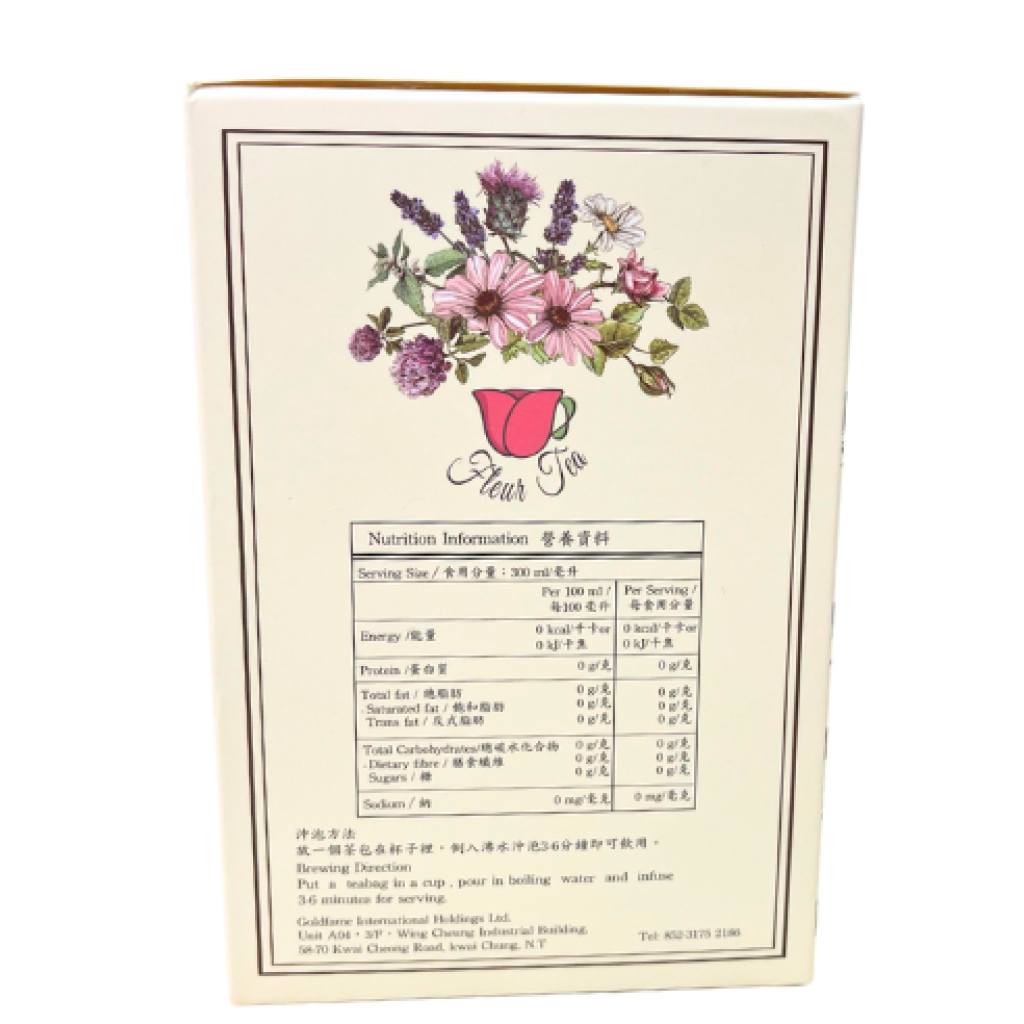 Fleur Tea
Nutrition Information 營養資料
Serving Size / 食用分量：300 ml/毫升
Per 100 ml / Per Serving /
每100 毫升 每食用分量
Energy /能量 0 kcal/千卡or 0 kcal/千卡or
0 kJ/千焦 0 kJ/千焦
Protein /蛋白質 0 g/克 0 g/克
Total fat / 總脂肪 0 g/克 0 g/克
- Saturated fat / 飽和脂肪 0 g/克 0 g/克
Trans fat / 反式脂肪 0 g/克 0 g/克
Total Carbohydrates/總碳水化合物 0 g/克 0 g/克
- Dietary fibre / 膳食纖維 0 g/克 0 g/克
Sugars / 糖 0 g/克 0 g/克
Sodium / 鈉 0 mg/毫克 0 mg/毫克
沖泡方法
放一個茶包在杯子裡，倒入沸水沖泡3-6分鐘即可飲用。
Brewing Direction
Put a teabag in a cup , pour in boiling water and infuse
3-6 minutes for serving.
Goldfame International Holdings Ltd.
Unit A04，3/F，Wing Cheung Industrial Building,
58-70 Kwai Cheong Road, kwai Chung, N.T
Tel: 852-3175 2186